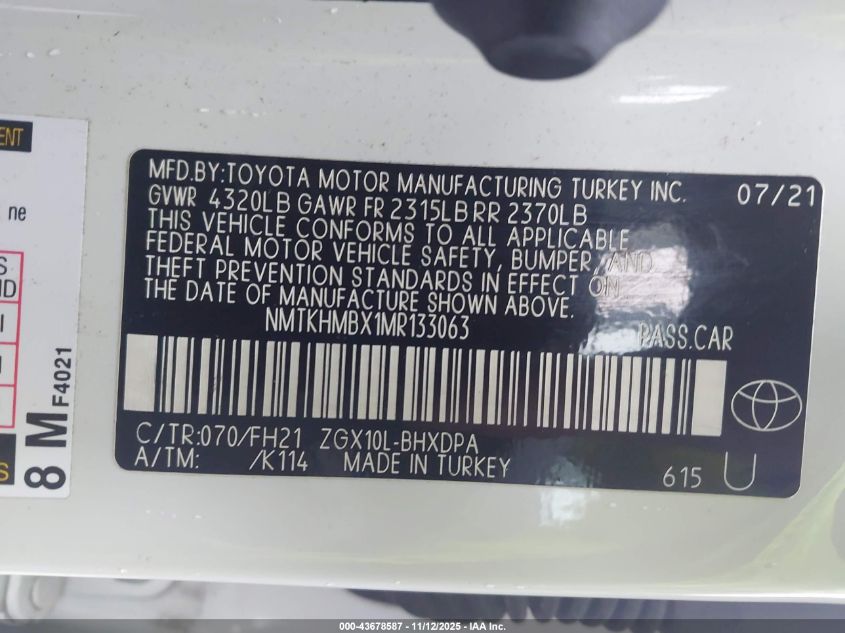 MFD.BY:TOYOTA MOTOR MANUFACTURING TURKEY INC. 07/21
GVWR 4320LB GAWR FR 2315LB RR 2370LB
THIS VEHICLE CONFORMS TO ALL APPLICABLE
FEDERAL MOTOR VEHICLE SAFETY, BUMPER, AND
THEFT PREVENTION STANDARDS IN EFFECT ON
THE DATE OF MANUFACTURE SHOWN ABOVE.
NMTKHMBX1MR133063 PASS.CAR
C/TR:070/FH21 ZGX10L-BHXDPA
A/TM: /K114 MADE IN TURKEY 615 U
ENT
ne
S
ND
8 M F4021
S
000-43678587 - 11/12/2025 - IAA Inc.